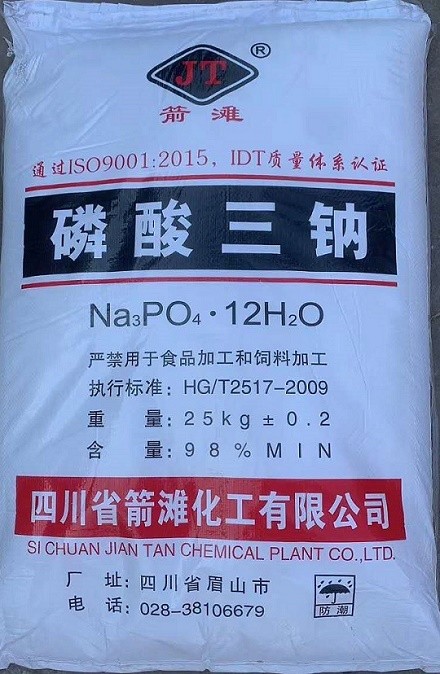 JT ®
箭滩
通过ISO9001:2015，IDT质量体系认证
磷酸三钠
Na₃PO₄·12H₂O
严禁用于食品加工和饲料加工
执行标准：HG/T2517-2009
重 量：25kg±0.2
含 量：98%MIN
四川省箭滩化工有限公司
SI CHUAN JIAN TAN CHEMICAL PLANT CO.,LTD.
厂 址：四川省眉山市
电 话：028-38106679
防潮